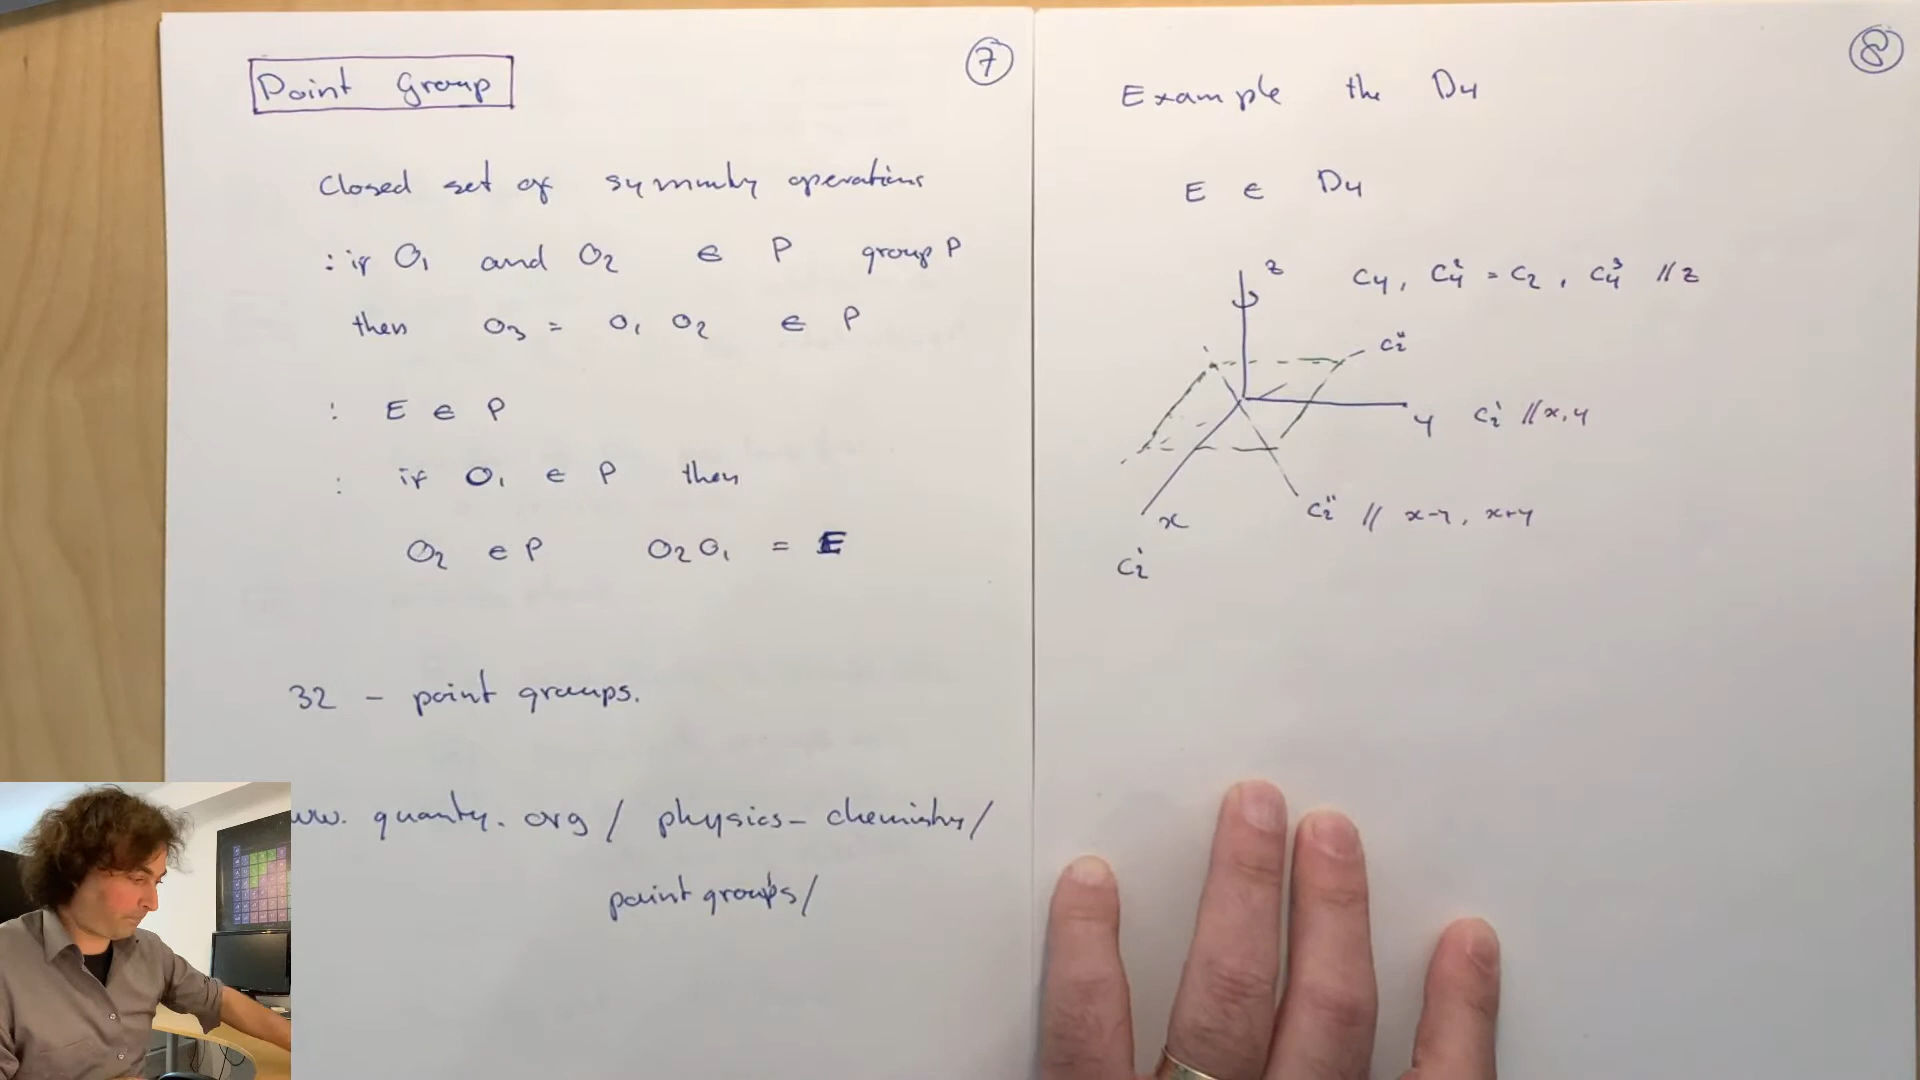 7
Point Group
Closed set of symmetry operations
: if O₁ and O₂ ∈ P group P
then O₃ = O₁ O₂ ∈ P
: E ∈ P
: if O₁ ∈ P then
O₂ ∈ P O₂O₁ = E
32 - point groups.
ww. quanty.org / physics-chemistry/
point groups/
8
Example the D₄
E ∈ D₄
z C₄, C₄² = C₂, C₄³ // z
C₂''
y C₂' // x,y
C₂'' // x-y, x+y
x
C₂'